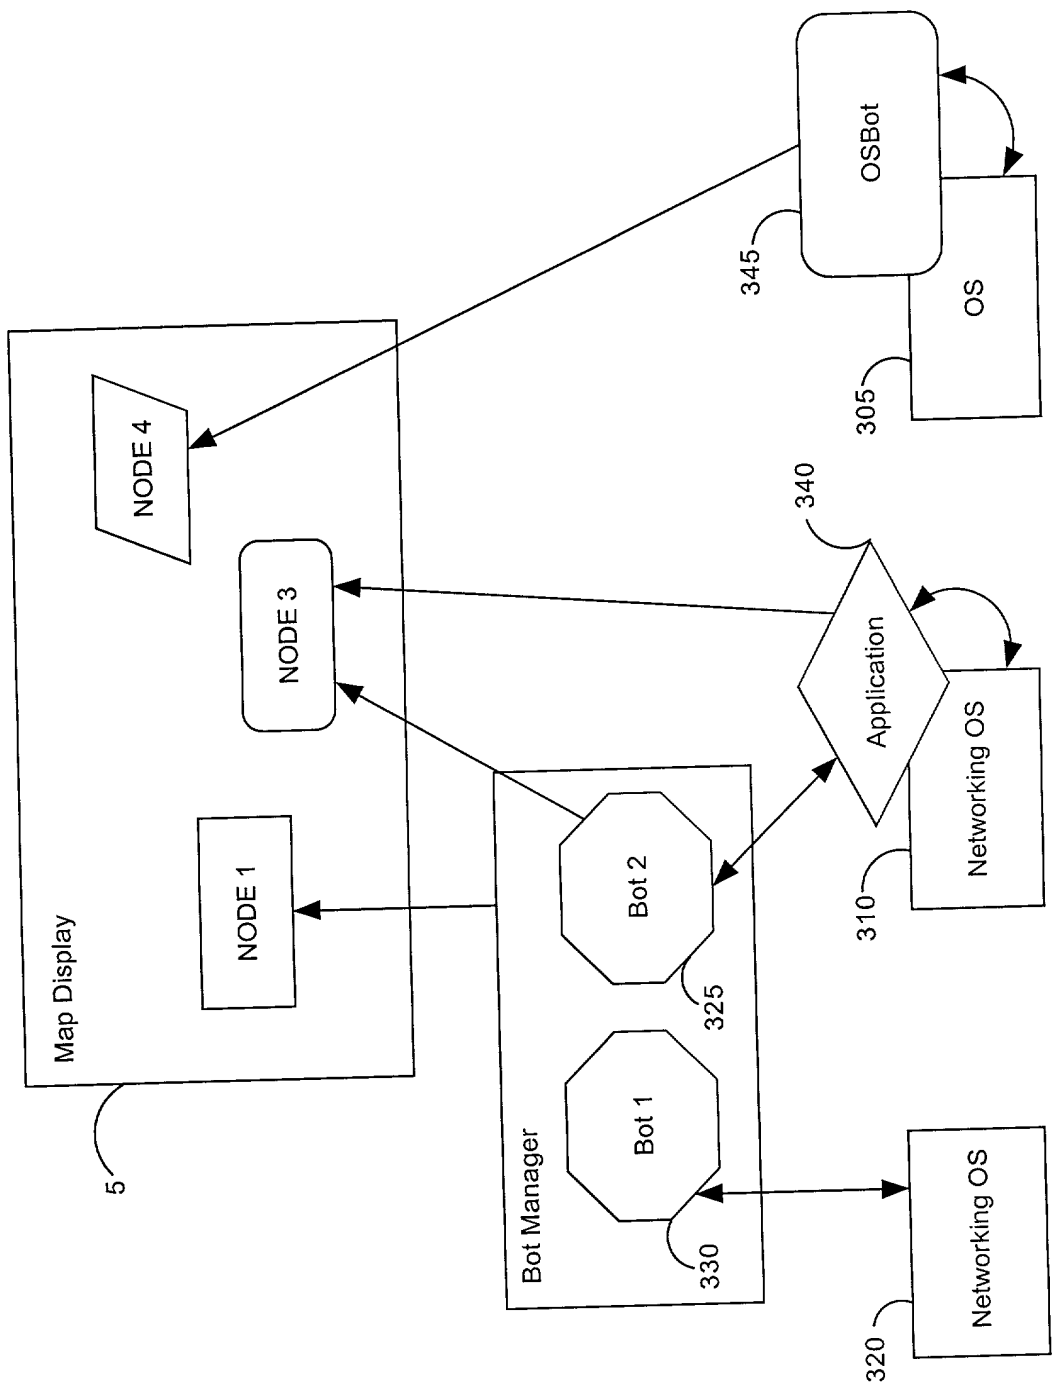 Map Display
5
NODE 1
NODE 3
NODE 4
Bot Manager
Bot 1
330
Bot 2
325
Application
340
OSBot
345
Networking OS
320
Networking OS
310
OS
305